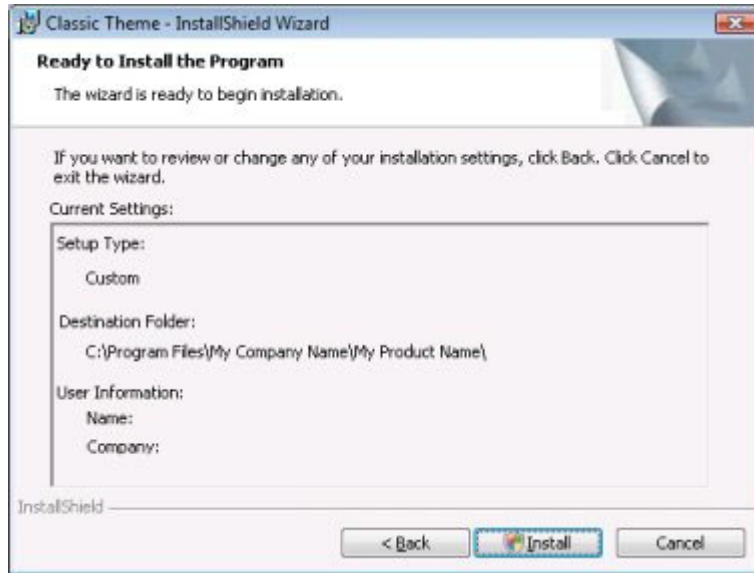 Classic Theme - InstallShield Wizard
Ready to Install the Program
The wizard is ready to begin installation.
If you want to review or change any of your installation settings, click Back. Click Cancel to
exit the wizard.
Current Settings:
Setup Type:
Custom
Destination Folder:
C:\Program Files\My Company Name\My Product Name\
User Information:
Name:
Company:
InstallShield
< Back
Install
Cancel